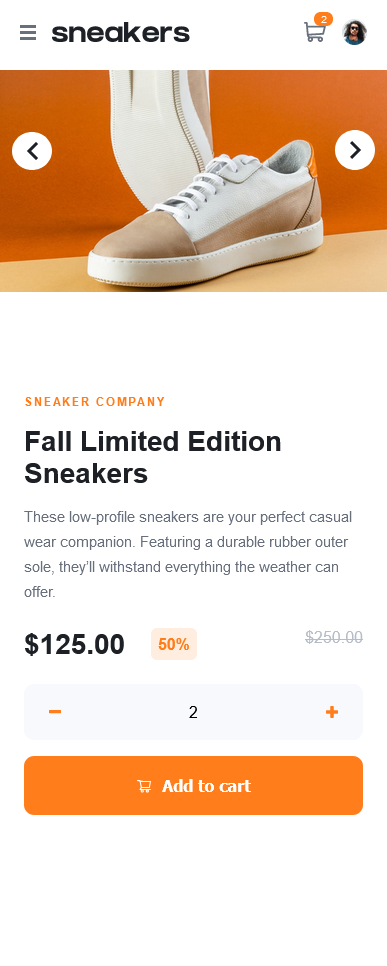 sneakers
2
SNEAKER COMPANY
Fall Limited Edition
Sneakers
These low-profile sneakers are your perfect casual
wear companion. Featuring a durable rubber outer
sole, they’ll withstand everything the weather can
offer.
$125.00 50% $250.00
2
Add to cart